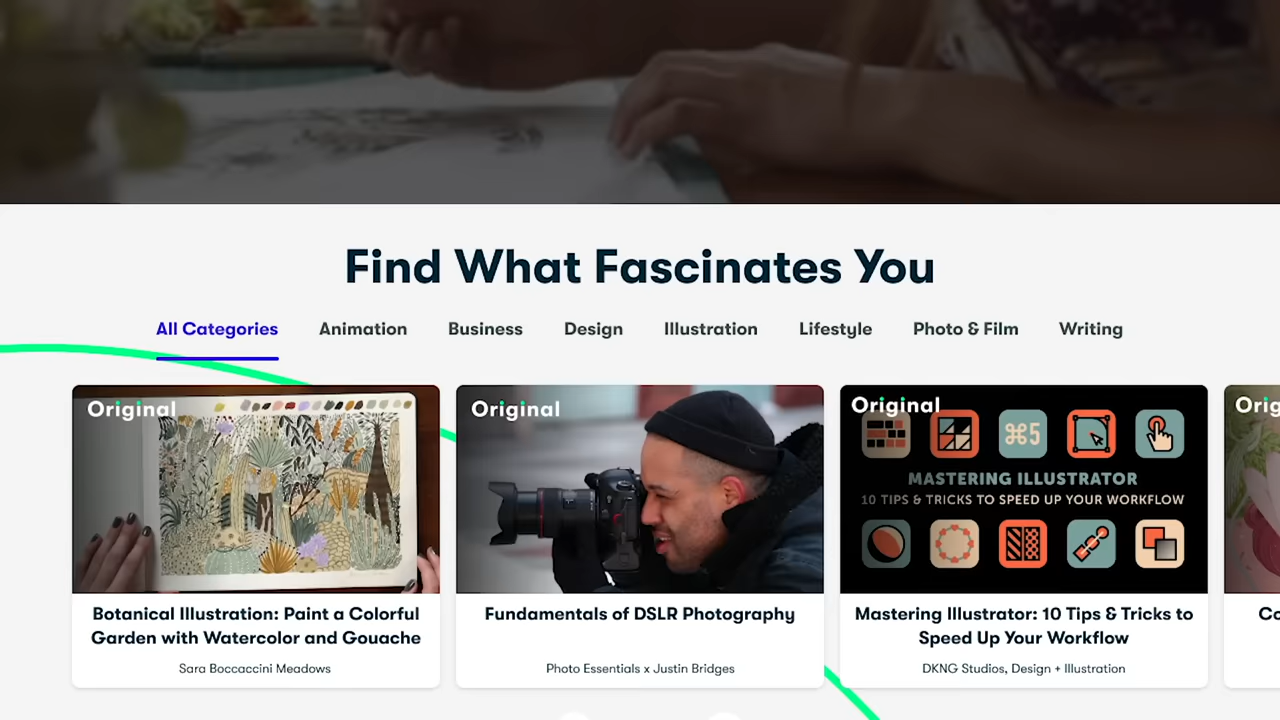 Find What Fascinates You
All Categories Animation Business Design Illustration Lifestyle Photo & Film Writing
Original
Botanical Illustration: Paint a Colorful
Garden with Watercolor and Gouache
Sara Boccaccini Meadows
Original
Fundamentals of DSLR Photography
Photo Essentials x Justin Bridges
Original
⌘5
MASTERING ILLUSTRATOR
10 TIPS & TRICKS TO SPEED UP YOUR WORKFLOW
Mastering Illustrator: 10 Tips & Tricks to
Speed Up Your Workflow
DKNG Studios, Design + Illustration